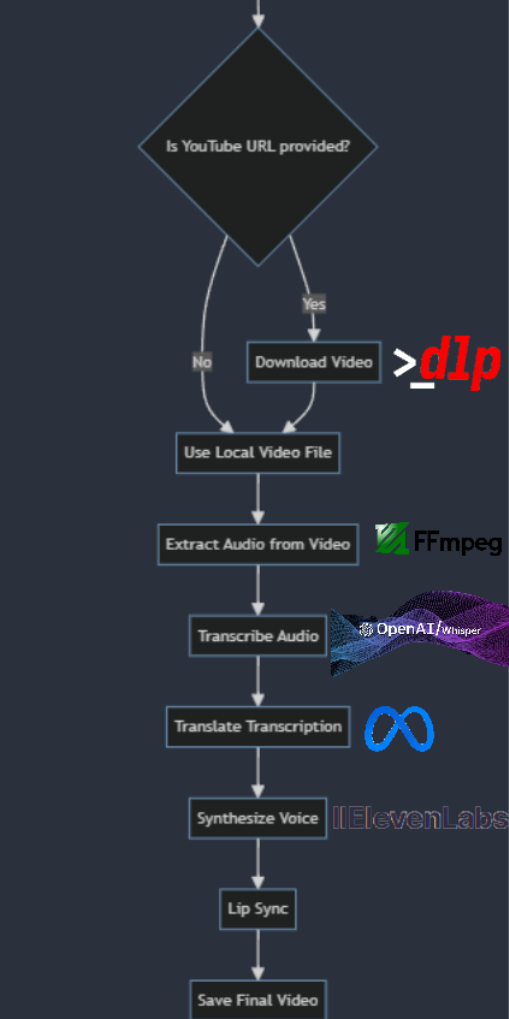 Is YouTube URL provided?
Yes
No
Download Video
>_dlp
Use Local Video File
Extract Audio from Video
FFmpeg
Transcribe Audio
OpenAI/Whisper
Translate Transcription
Synthesize Voice
IIElevenLabs
Lip Sync
Save Final Video